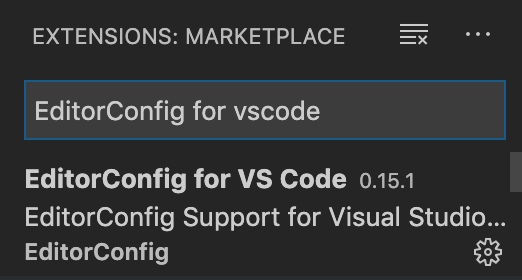 EXTENSIONS: MARKETPLACE
EditorConfig for vscode
EditorConfig for VS Code 0.15.1
EditorConfig Support for Visual Studio...
EditorConfig